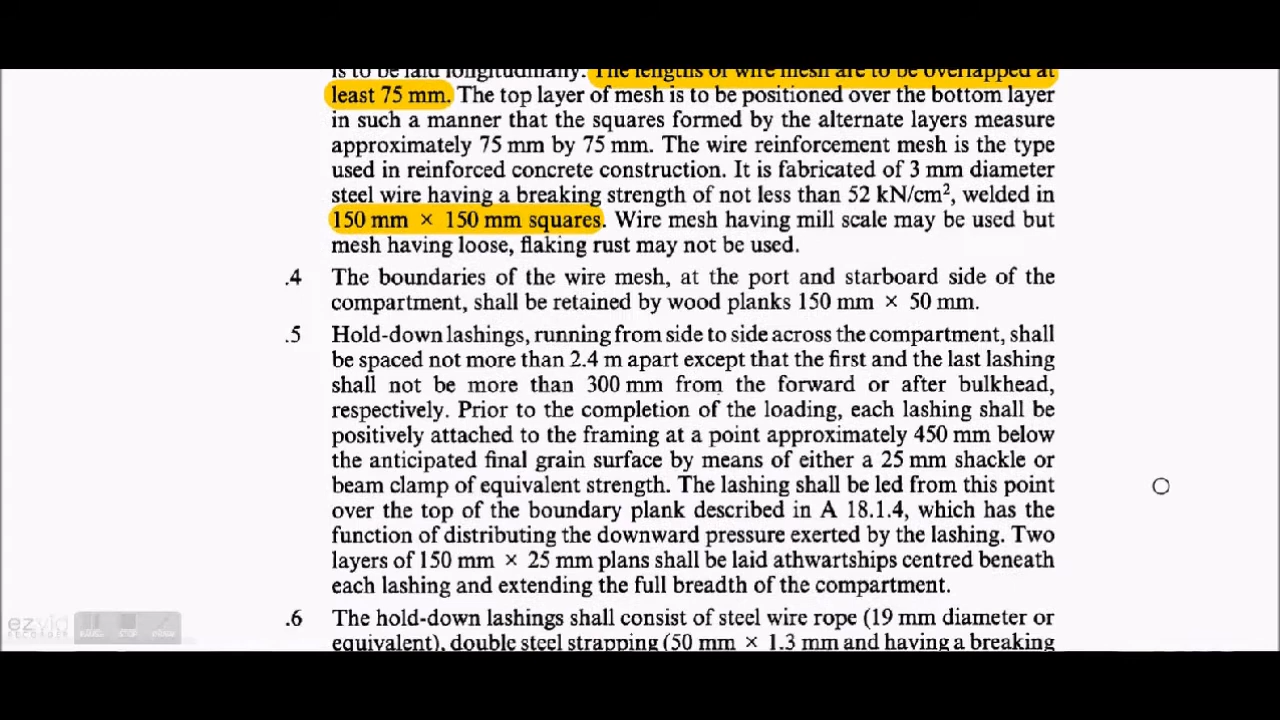 is to be laid longitudinally. The lengths of wire mesh are to be overlapped at
least 75 mm. The top layer of mesh is to be positioned over the bottom layer
in such a manner that the squares formed by the alternate layers measure
approximately 75 mm by 75 mm. The wire reinforcement mesh is the type
used in reinforced concrete construction. It is fabricated of 3 mm diameter
steel wire having a breaking strength of not less than 52 kN/cm², welded in
150 mm × 150 mm squares. Wire mesh having mill scale may be used but
mesh having loose, flaking rust may not be used.
.4 The boundaries of the wire mesh, at the port and starboard side of the
compartment, shall be retained by wood planks 150 mm × 50 mm.
.5 Hold-down lashings, running from side to side across the compartment, shall
be spaced not more than 2.4 m apart except that the first and the last lashing
shall not be more than 300 mm from the forward or after bulkhead,
respectively. Prior to the completion of the loading, each lashing shall be
positively attached to the framing at a point approximately 450 mm below
the anticipated final grain surface by means of either a 25 mm shackle or
beam clamp of equivalent strength. The lashing shall be led from this point
over the top of the boundary plank described in A 18.1.4, which has the
function of distributing the downward pressure exerted by the lashing. Two
layers of 150 mm × 25 mm plans shall be laid athwartships centred beneath
each lashing and extending the full breadth of the compartment.
.6 The hold-down lashings shall consist of steel wire rope (19 mm diameter or
equivalent), double steel strapping (50 mm × 1.3 mm and having a breaking
ezvid
RECORDER